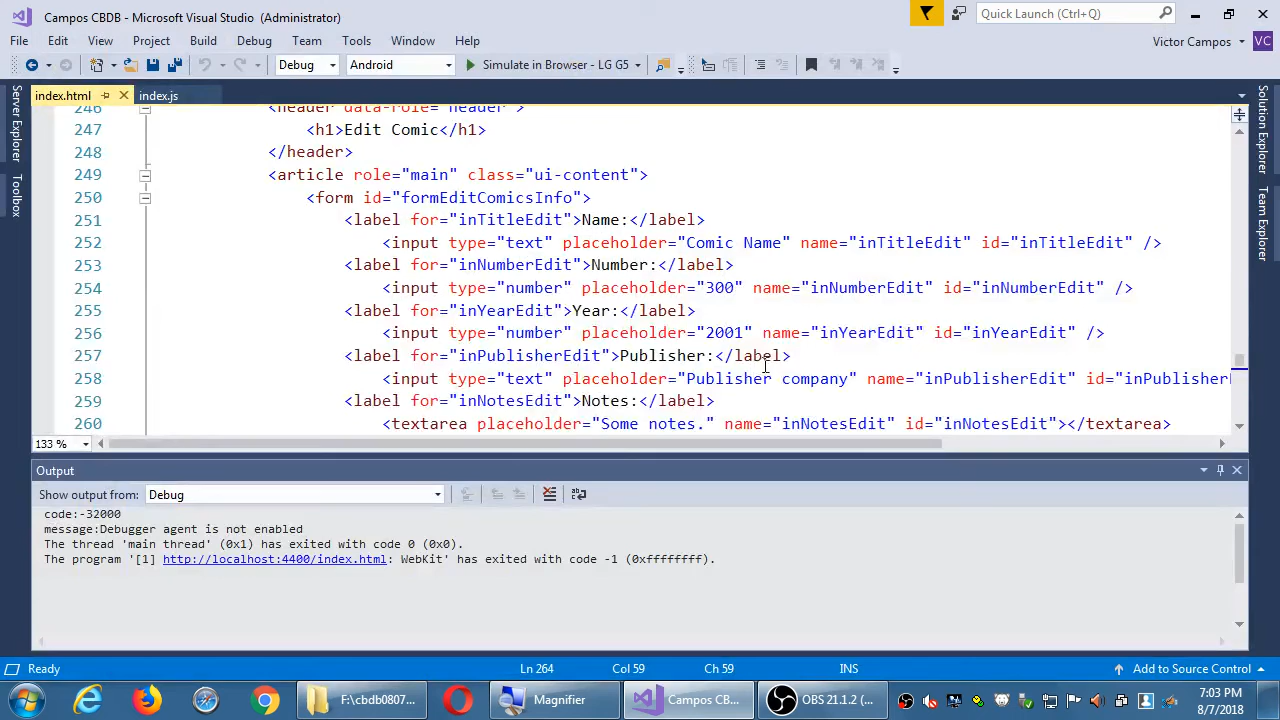 Campos CBDB - Microsoft Visual Studio (Administrator)
Quick Launch (Ctrl+Q)
File Edit View Project Build Debug Team Tools Window Help
Victor Campos VC
Debug Android Simulate in Browser - LG G5
index.html index.js
Server Explorer
Toolbox
Solution Explorer
Team Explorer
246 <header data-role="header">
247 <h1>Edit Comic</h1>
248 </header>
249 <article role="main" class="ui-content">
250 <form id="formEditComicsInfo">
251 <label for="inTitleEdit">Name:</label>
252 <input type="text" placeholder="Comic Name" name="inTitleEdit" id="inTitleEdit" />
253 <label for="inNumberEdit">Number:</label>
254 <input type="number" placeholder="300" name="inNumberEdit" id="inNumberEdit" />
255 <label for="inYearEdit">Year:</label>
256 <input type="number" placeholder="2001" name="inYearEdit" id="inYearEdit" />
257 <label for="inPublisherEdit">Publisher:</label>
258 <input type="text" placeholder="Publisher company" name="inPublisherEdit" id="inPublisher
259 <label for="inNotesEdit">Notes:</label>
260 <textarea placeholder="Some notes." name="inNotesEdit" id="inNotesEdit"></textarea>
133 %
Output
Show output from: Debug
code:-32000
message:Debugger agent is not enabled
The thread 'main thread' (0x1) has exited with code 0 (0x0).
The program '[1] http://localhost:4400/index.html: WebKit' has exited with code -1 (0xffffffff).
Ready Ln 264 Col 59 Ch 59 INS Add to Source Control
F:\cbdb0807... Magnifier Campos CB... OBS 21.1.2 (... 7:03 PM
8/7/2018